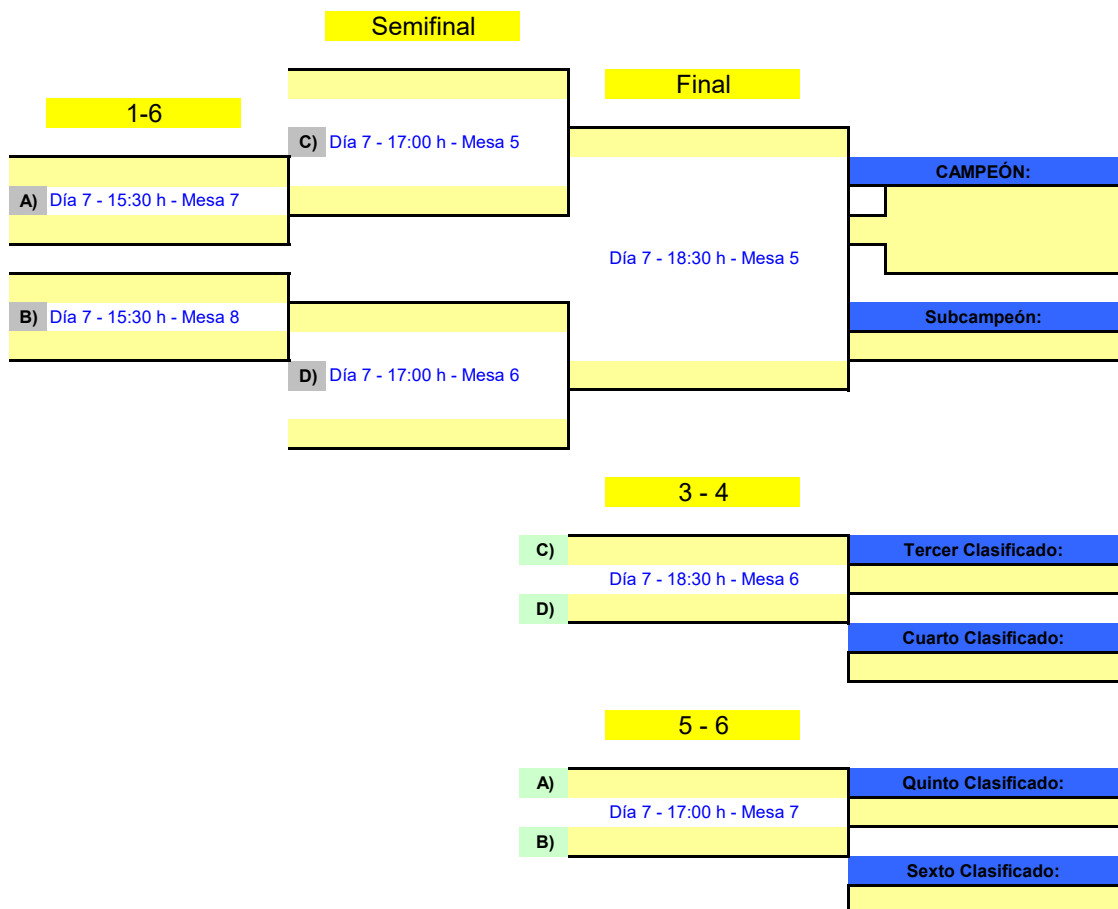 Semifinal
Final
1-6
C) Día 7 - 17:00 h - Mesa 5
CAMPEÓN:
A) Día 7 - 15:30 h - Mesa 7
Día 7 - 18:30 h - Mesa 5
B) Día 7 - 15:30 h - Mesa 8
Subcampeón:
D) Día 7 - 17:00 h - Mesa 6
3 - 4
C)
Tercer Clasificado:
Día 7 - 18:30 h - Mesa 6
D)
Cuarto Clasificado:
5 - 6
A)
Quinto Clasificado:
Día 7 - 17:00 h - Mesa 7
B)
Sexto Clasificado: